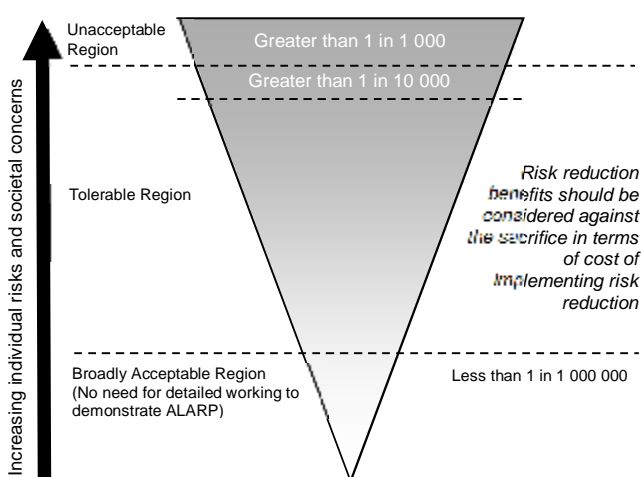 Unacceptable
Region
Greater than 1 in 1 000
Greater than 1 in 10 000
Tolerable Region
Risk reduction
benefits should be
considered against
the sacrifice in terms
of cost of
implementing risk
reduction
Broadly Acceptable Region
(No need for detailed working to
demonstrate ALARP)
Less than 1 in 1 000 000
Increasing individual risks and societal concerns